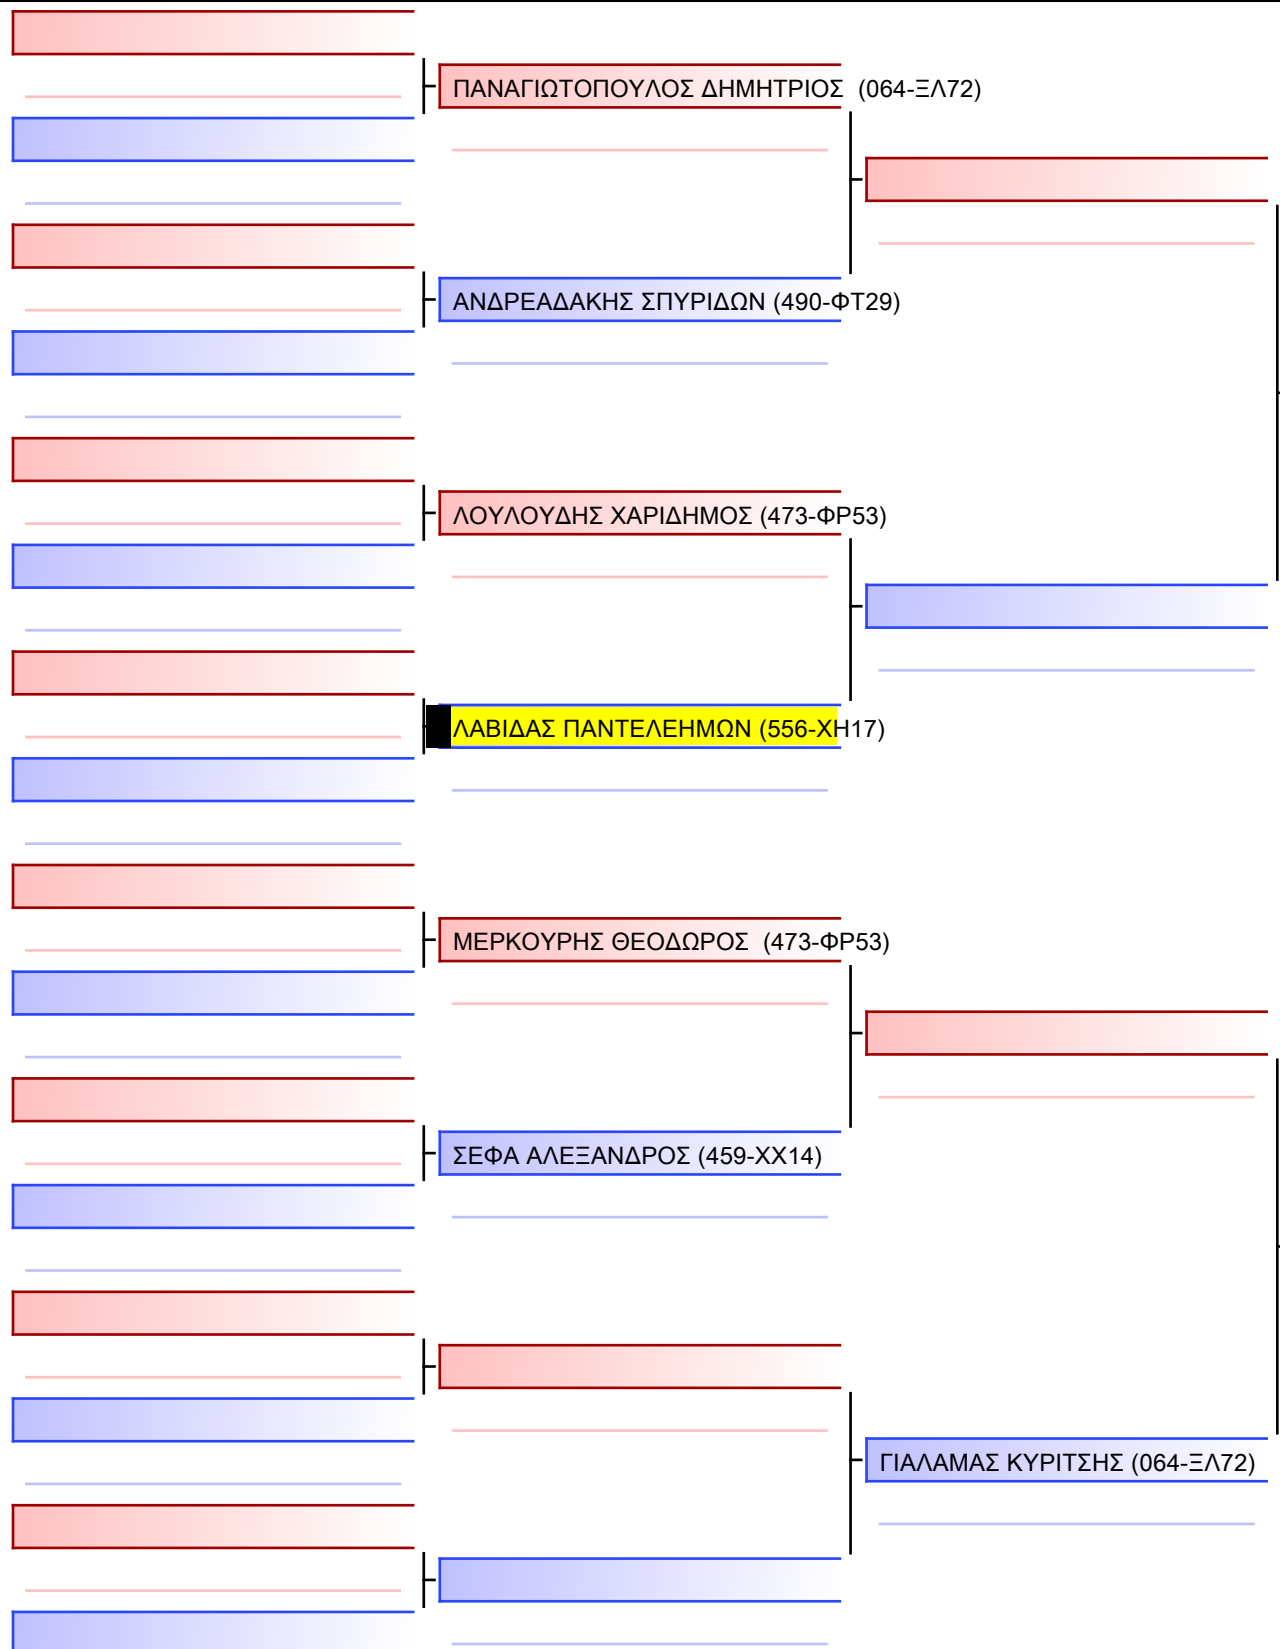 ΠΑΝΑΓΙΩΤΟΠΟΥΛΟΣ ΔΗΜΗΤΡΙΟΣ  (064-ΞΛ72)
ΑΝΔΡΕΑΔΑΚΗΣ ΣΠΥΡΙΔΩΝ (490-ΦΤ29)
ΛΟΥΛΟΥΔΗΣ ΧΑΡΙΔΗΜΟΣ (473-ΦΡ53)
ΛΑΒΙΔΑΣ ΠΑΝΤΕΛΕΗΜΩΝ (556-ΧΗ17)
ΜΕΡΚΟΥΡΗΣ ΘΕΟΔΩΡΟΣ  (473-ΦΡ53)
ΣΕΦΑ ΑΛΕΞΑΝΔΡΟΣ (459-ΧΧ14)
ΓΙΑΛΑΜΑΣ ΚΥΡΙΤΣΗΣ (064-ΞΛ72)